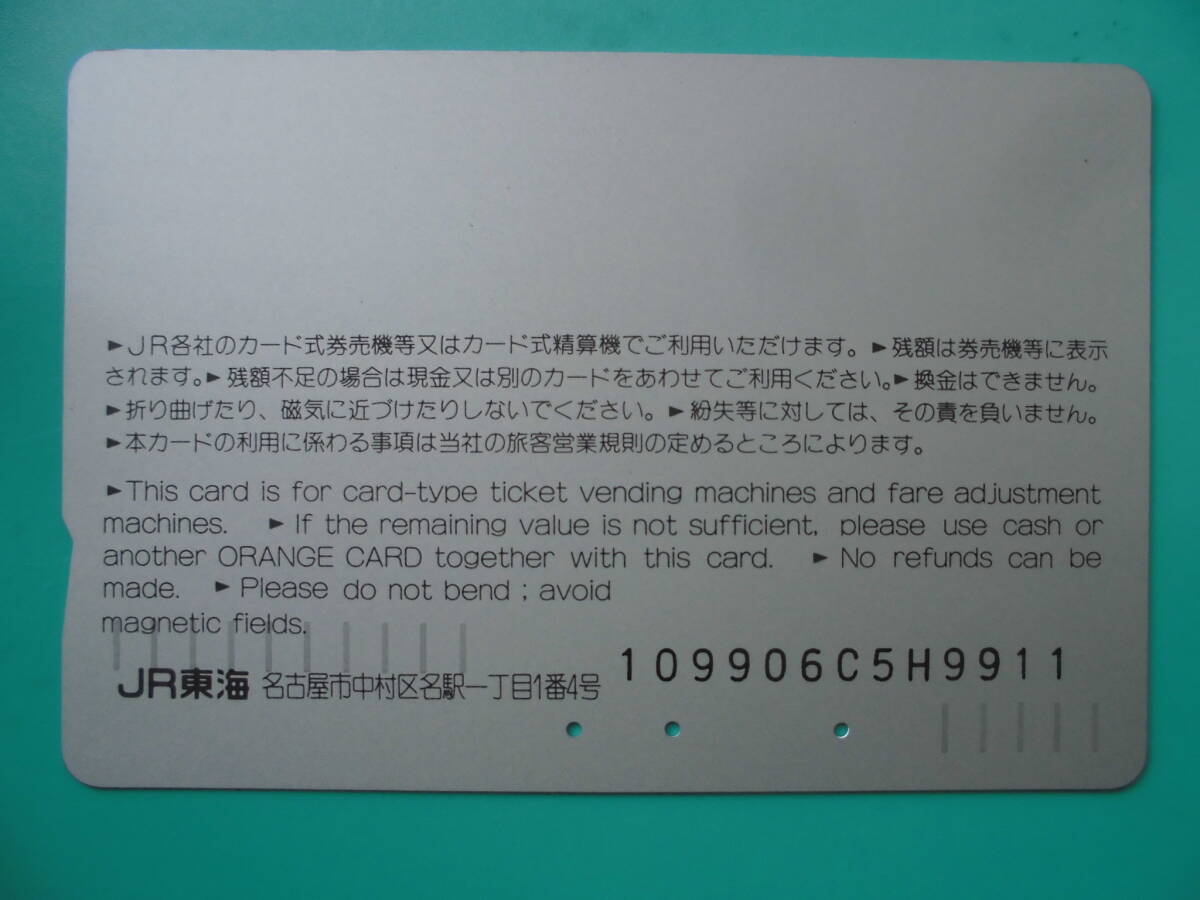 ►JR各社のカード式券売機等又はカード式精算機でご利用いただけます。►残額は券売機等に表示
されます。►残額不足の場合は現金又は別のカードをあわせてご利用ください。►換金はできません。
►折り曲げたり、磁気に近づけたりしないでください。►紛失等に対しては、その責を負いません。
►本カードの利用に係わる事項は当社の旅客営業規則の定めるところによります。
►This card is for card-type ticket vending machines and fare adjustment
machines. ►If the remaining value is not sufficient, please use cash or
another ORANGE CARD together with this card. ►No refunds can be
made. ►Please do not bend ; avoid
magnetic fields.
109906C5H9911
JR東海 名古屋市中村区名駅一丁目1番4号